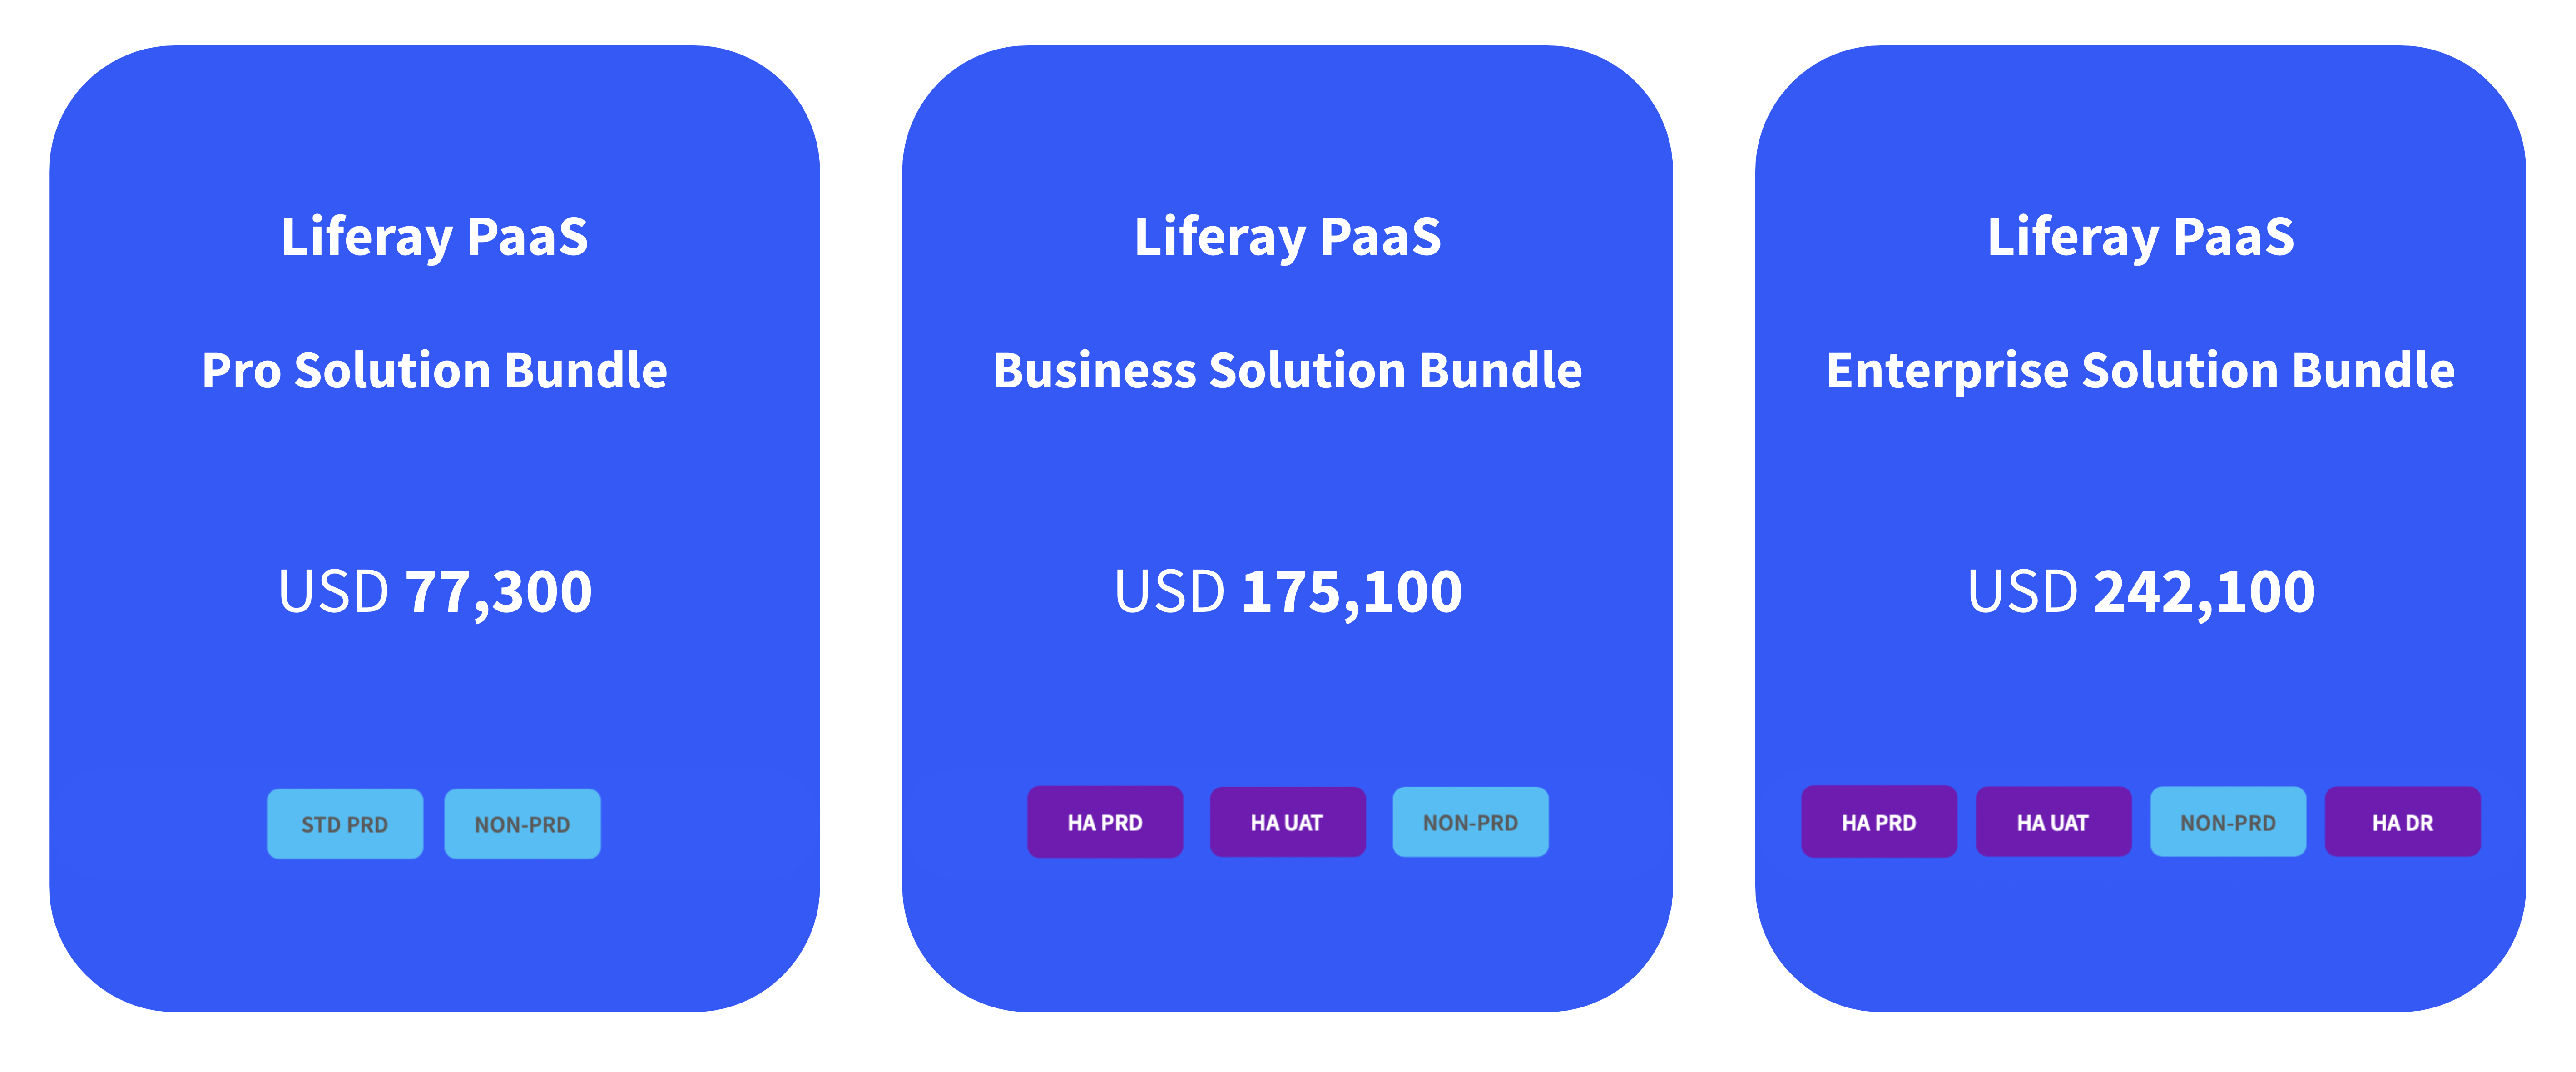 Liferay PaaS
Pro Solution Bundle
USD 77,300
STD PRD NON-PRD
Liferay PaaS
Business Solution Bundle
USD 175,100
HA PRD HA UAT NON-PRD
Liferay PaaS
Enterprise Solution Bundle
USD 242,100
HA PRD HA UAT NON-PRD HA DR